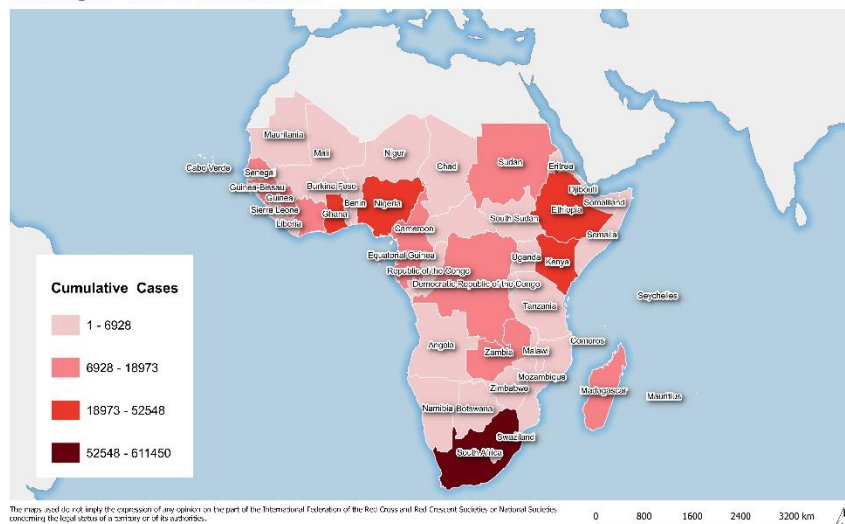 Mauritania
Mali
Niger
Chad
Sudan
Eritrea
Cabo Verde
Senegal
Guinea-Bissau
Guinea
Sierra Leone
Liberia
Burkina Faso
Ghana
Benin
Nigeria
Cameroon
Djibouti
Somaliland
Ethiopia
South Sudan
Somalia
Equatorial Guinea
Republic of the Congo
Democratic Republic of the Congo
Uganda
Kenya
Tanzania
Seychelles
Comoros
Angola
Zambia
Malawi
Mozambique
Zimbabwe
Madagascar
Mauritius
Namibia
Botswana
Swaziland
South Africa
Cumulative Cases
1 - 6928
6928 - 18973
18973 - 52548
52548 - 611450
The maps used do not imply the expression of any opinion on the part of the International Federation of the Red Cross and Red Crescent Societies or National Societies
concerning the legal status of a territory or of its authorities.
0 800 1600 2400 3200 km